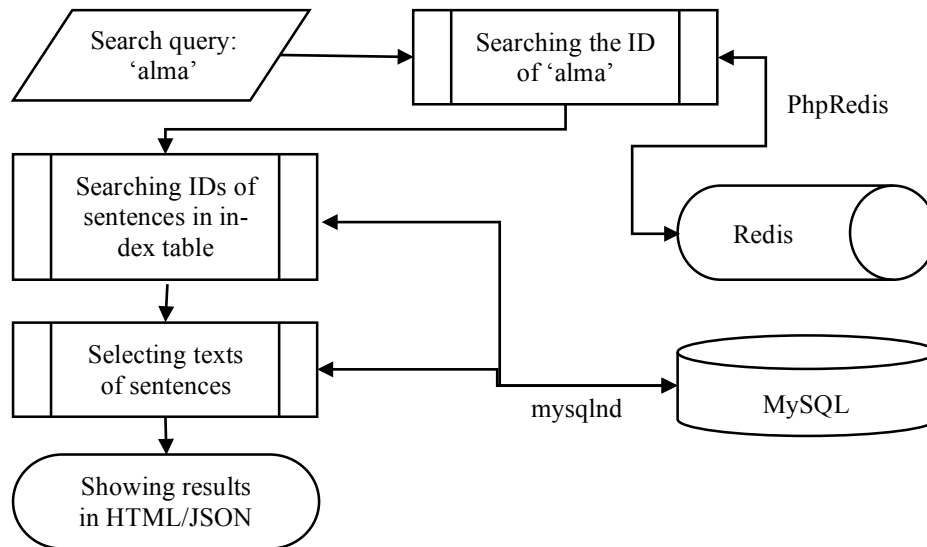 Search query:
‘alma’
Searching the ID
of ‘alma’
PhpRedis
Searching IDs of
sentences in in-
dex table
Redis
Selecting texts
of sentences
mysqlnd
MySQL
Showing results
in HTML/JSON